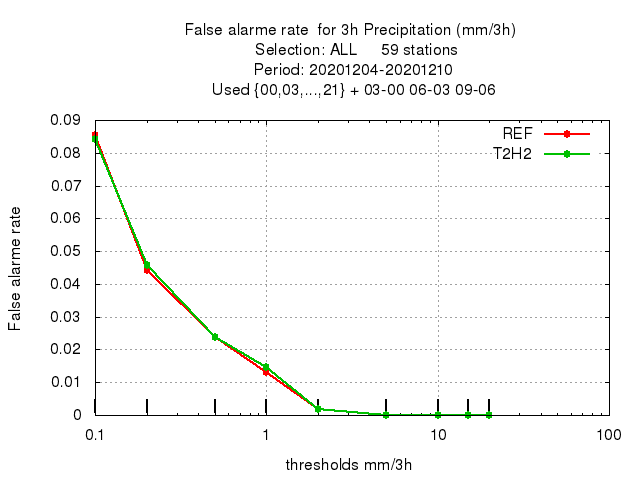 False alarme rate  for 3h Precipitation (mm/3h)
Selection: ALL     59 stations
Period: 20201204-20201210
Used {00,03,...,21} + 03-00 06-03 09-06
REF
T2H2
0.09
0.08
0.07
0.06
0.05
0.04
0.03
0.02
0.01
0
False alarme rate
0.1
1
10
100
thresholds mm/3h